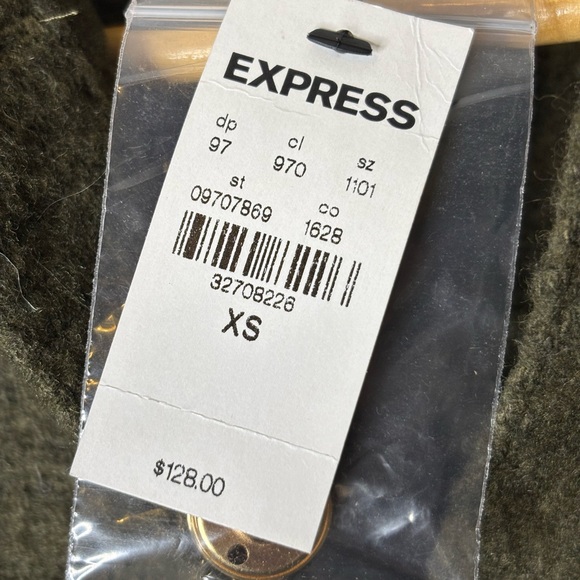 EXPRESS
dp cl sz
97 970 1101
st co
09707869 1628
32708226
XS
$128.00